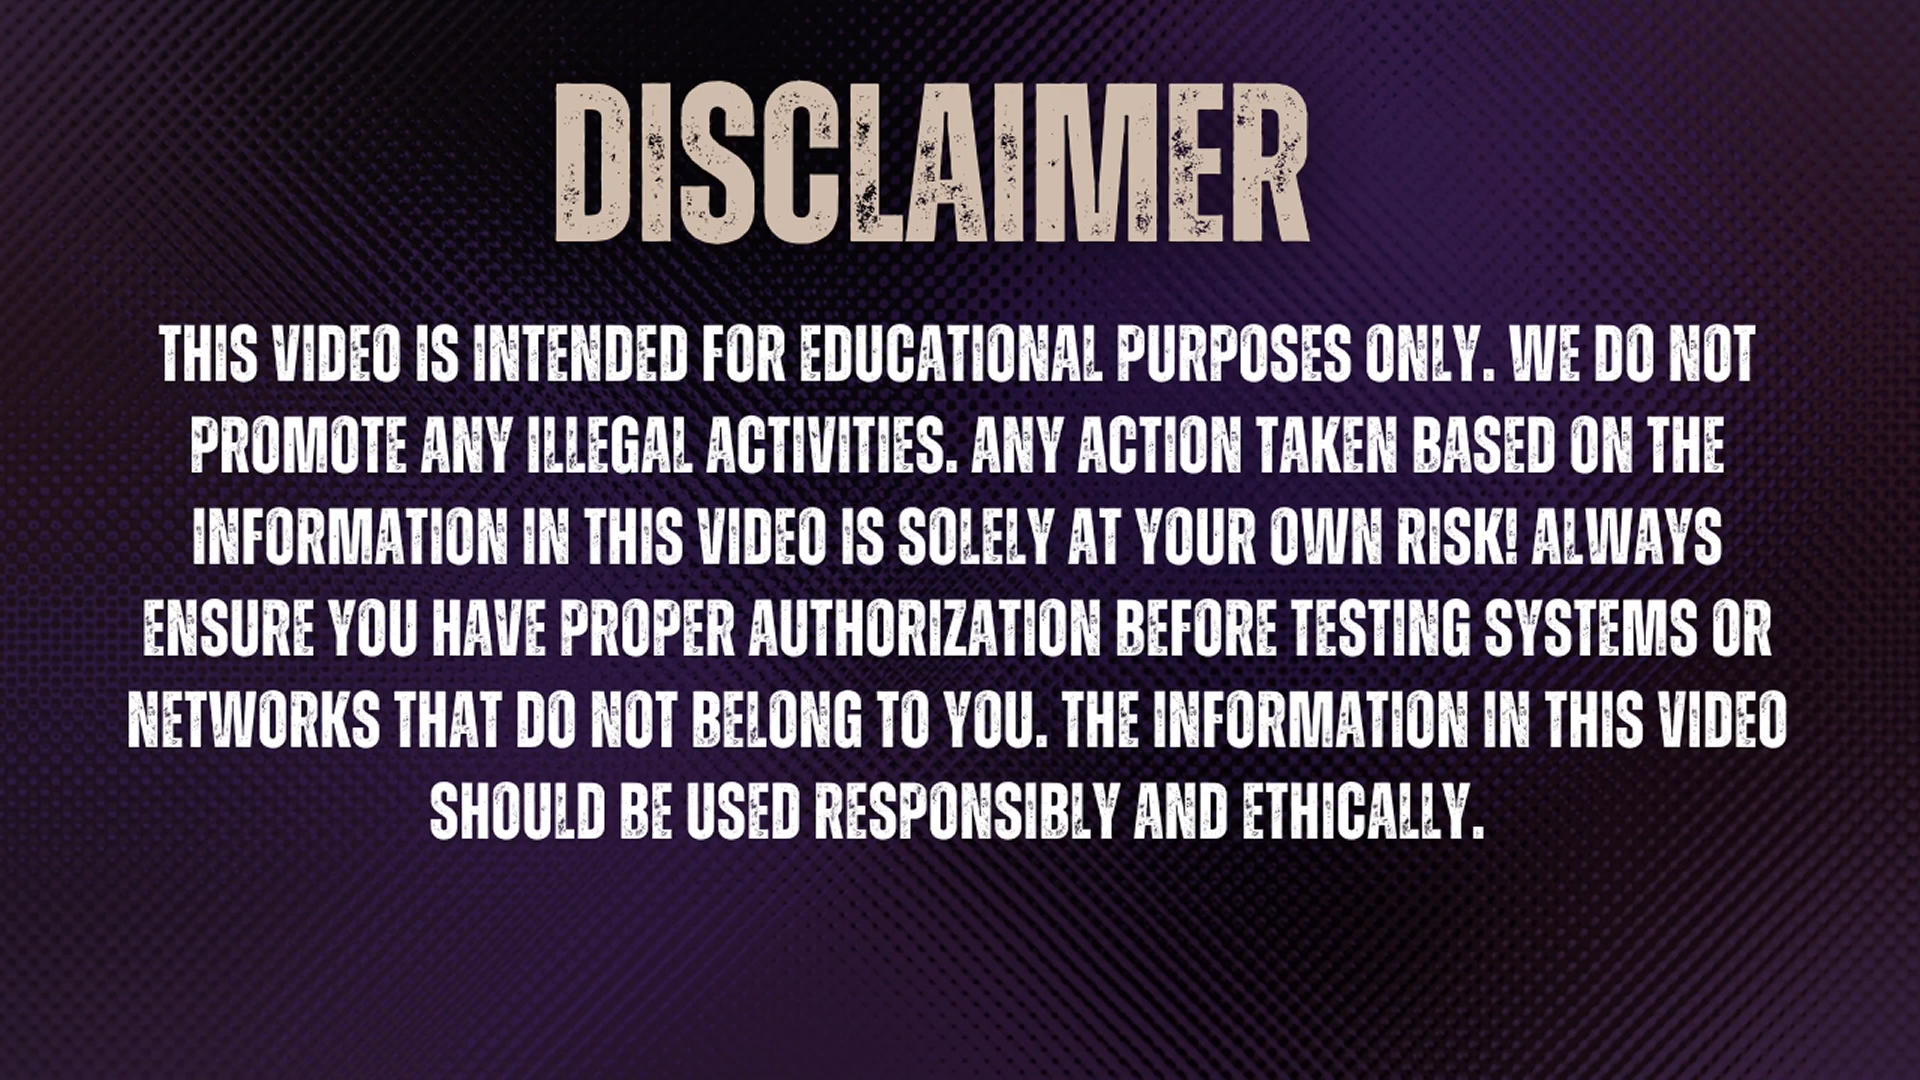 DISCLAIMER
THIS VIDEO IS INTENDED FOR EDUCATIONAL PURPOSES ONLY. WE DO NOT
PROMOTE ANY ILLEGAL ACTIVITIES. ANY ACTION TAKEN BASED ON THE
INFORMATION IN THIS VIDEO IS SOLELY AT YOUR OWN RISK! ALWAYS
ENSURE YOU HAVE PROPER AUTHORIZATION BEFORE TESTING SYSTEMS OR
NETWORKS THAT DO NOT BELONG TO YOU. THE INFORMATION IN THIS VIDEO
SHOULD BE USED RESPONSIBLY AND ETHICALLY.